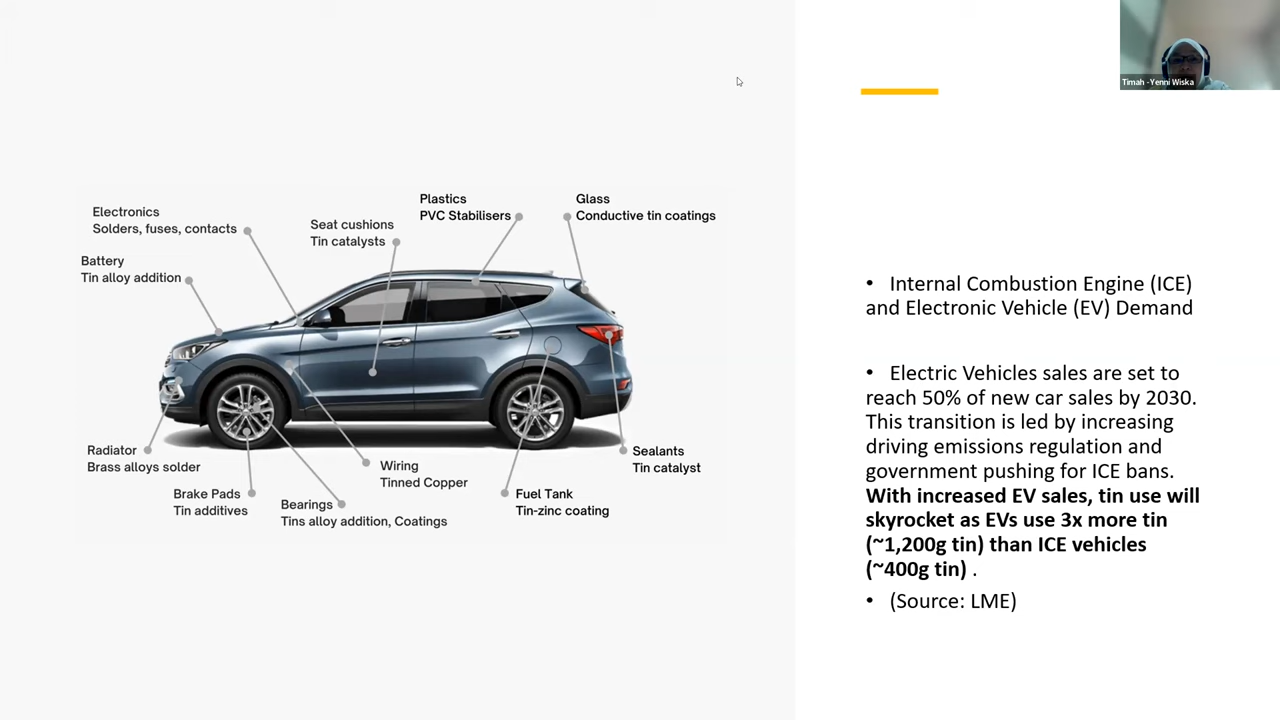 Timah - Yenni Wiska
Plastics
PVC Stabilisers
Glass
Conductive tin coatings
Electronics
Solders, fuses, contacts
Seat cushions
Tin catalysts
Battery
Tin alloy addition
Radiator
Brass alloys solder
Brake Pads
Tin additives
Bearings
Tins alloy addition, Coatings
Wiring
Tinned Copper
Fuel Tank
Tin-zinc coating
Sealants
Tin catalyst
• Internal Combustion Engine (ICE)
and Electronic Vehicle (EV) Demand
• Electric Vehicles sales are set to
reach 50% of new car sales by 2030.
This transition is led by increasing
driving emissions regulation and
government pushing for ICE bans.
With increased EV sales, tin use will
skyrocket as EVs use 3x more tin
(~1,200g tin) than ICE vehicles
(~400g tin) .
• (Source: LME)